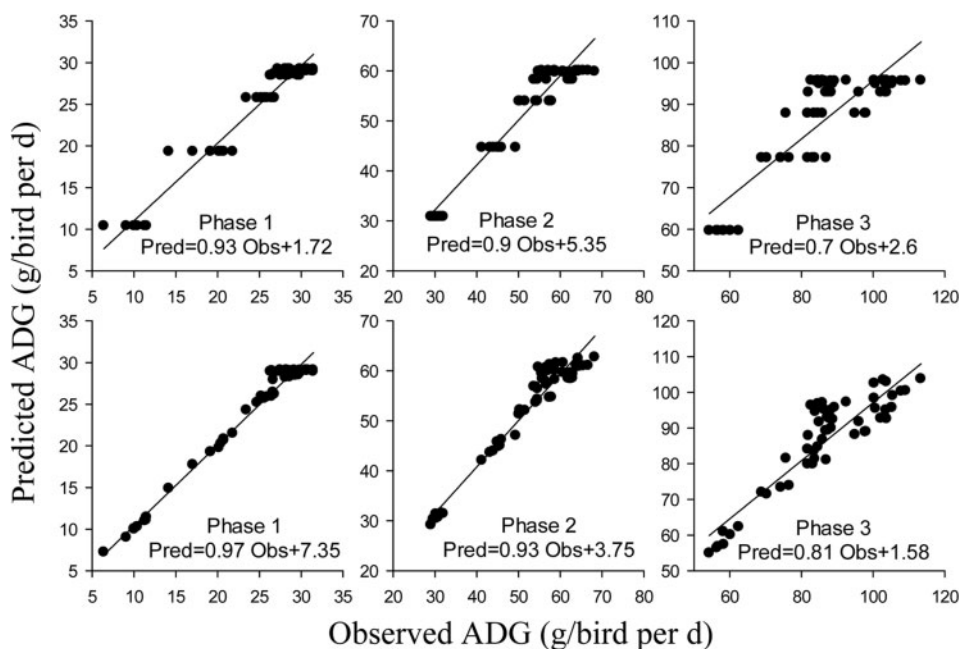 Predicted ADG (g/bird per d)
35
30
25
20
15
10
5
5 10 15 20 25 30 35
Phase 1
Pred=0.93 Obs+1.72
70
60
50
40
30
20
20 30 40 50 60 70 80
Phase 2
Pred=0.9 Obs+5.35
120
110
100
90
80
70
60
50
60 80 100 120
Phase 3
Pred=0.7 Obs+2.6
35
30
25
20
15
10
5
5 10 15 20 25 30 35
Phase 1
Pred=0.97 Obs+7.35
70
60
50
40
30
20
20 30 40 50 60 70 80
Phase 2
Pred=0.93 Obs+3.75
120
110
100
90
80
70
60
50
60 80 100 120
Phase 3
Pred=0.81 Obs+1.58
Observed ADG (g/bird per d)